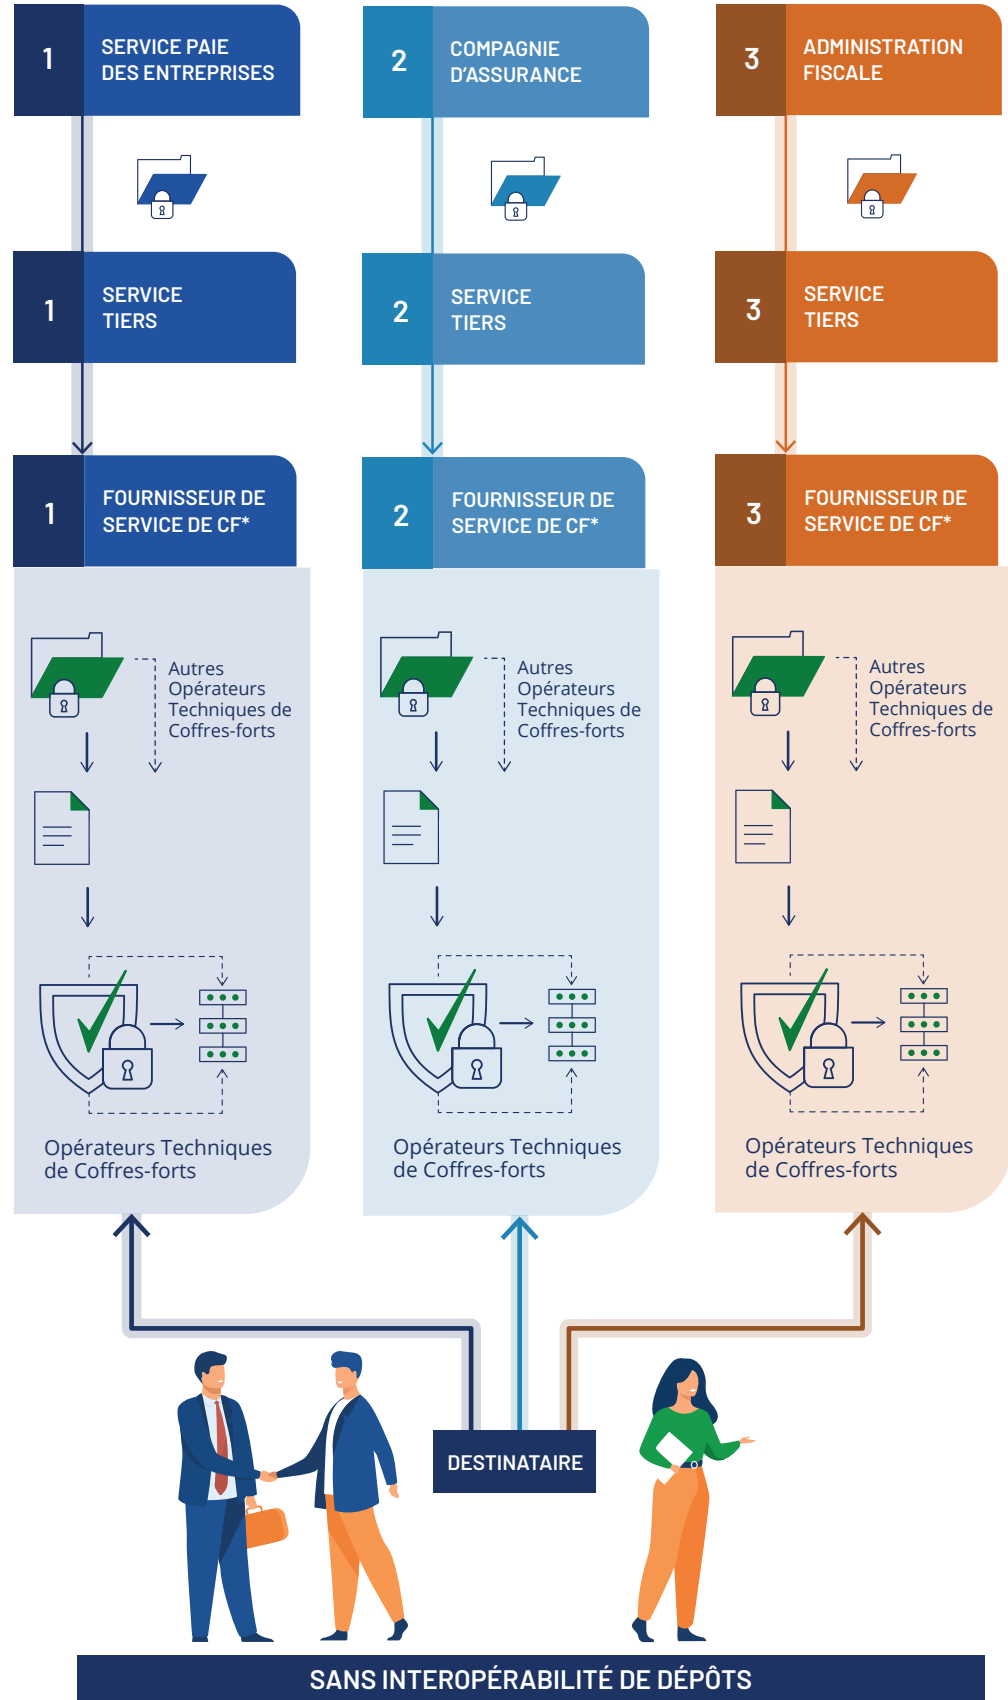 1
SERVICE PAIE
DES ENTREPRISES
2
COMPAGNIE
D'ASSURANCE
3
ADMINISTRATION
FISCALE
1
SERVICE
TIERS
2
SERVICE
TIERS
3
SERVICE
TIERS
1
FOURNISSEUR DE
SERVICE DE CF*
2
FOURNISSEUR DE
SERVICE DE CF*
3
FOURNISSEUR DE
SERVICE DE CF*
Autres
Opérateurs
Techniques de
Coffres-forts
Autres
Opérateurs
Techniques de
Coffres-forts
Autres
Opérateurs
Techniques de
Coffres-forts
Opérateurs Techniques
de Coffres-forts
Opérateurs Techniques
de Coffres-forts
Opérateurs Techniques
de Coffres-forts
DESTINATAIRE
SANS INTEROPÉRABILITÉ DE DÉPÔTS